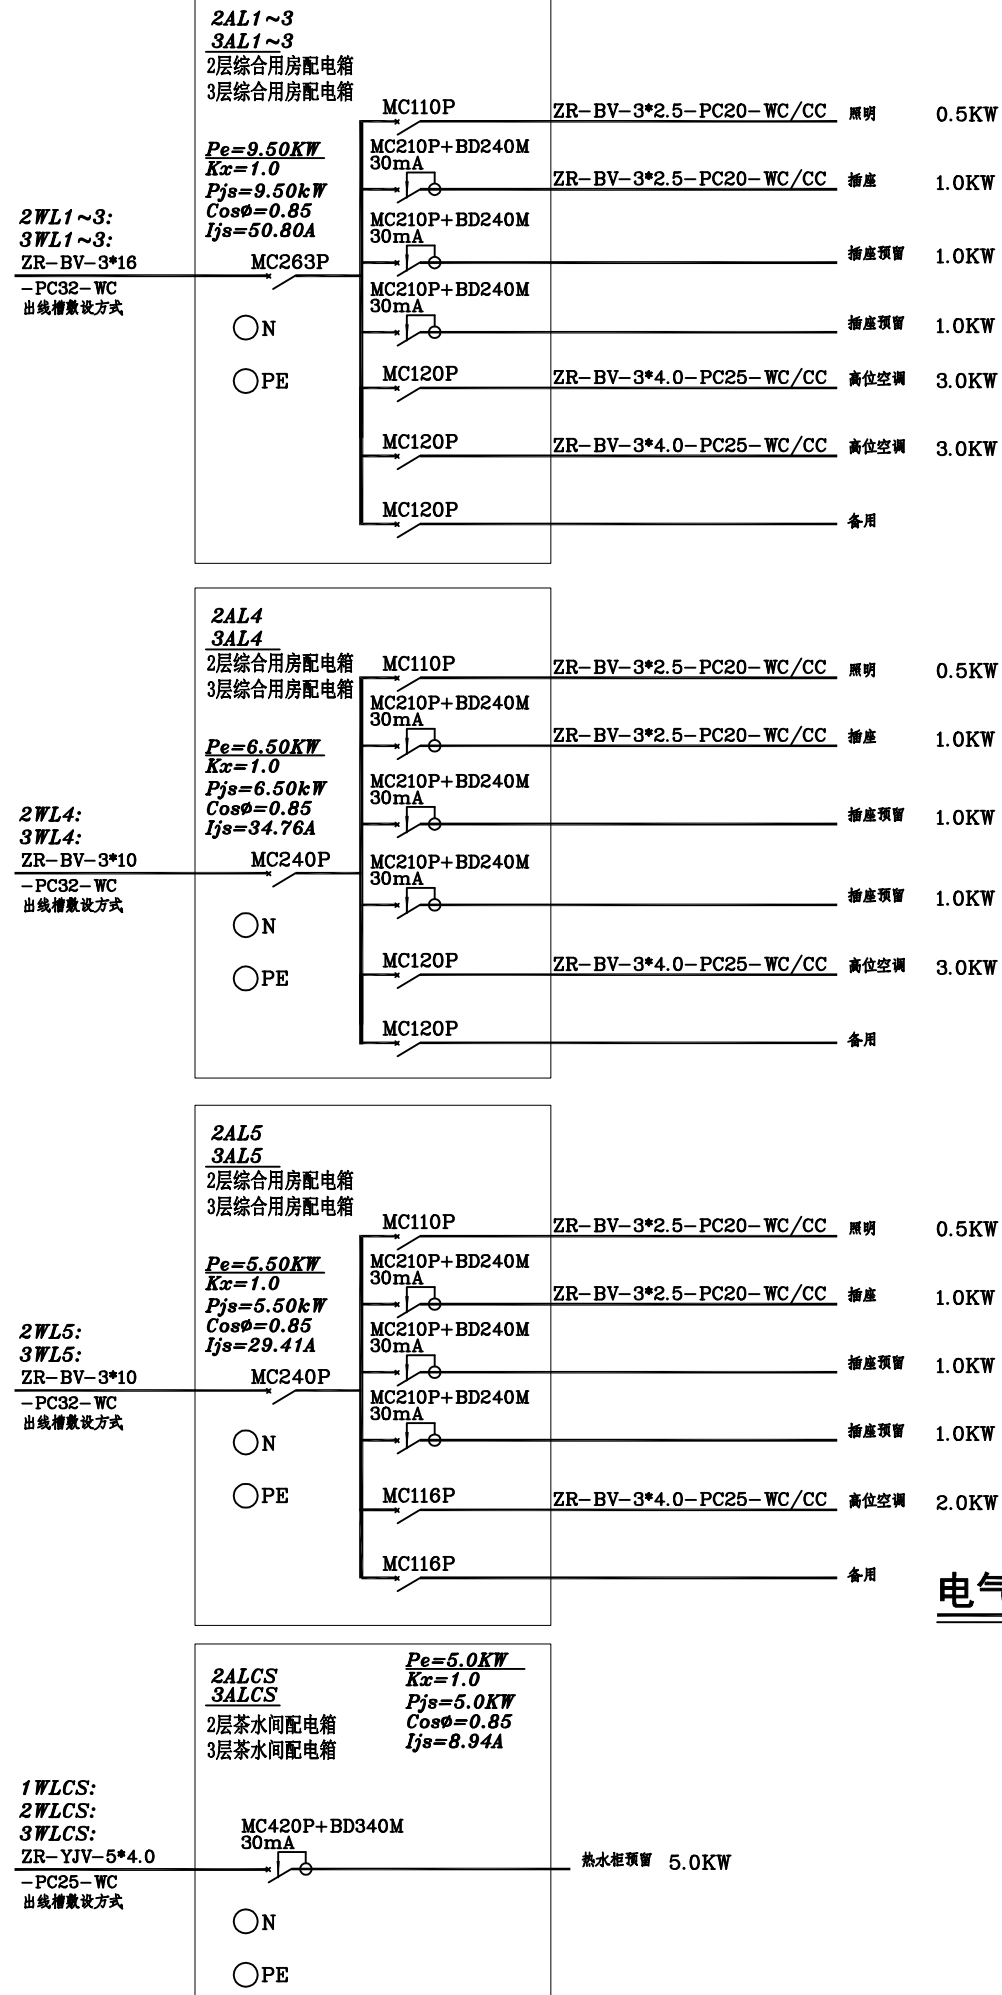 2AL1~3
3AL1~3
2层综合用房配电箱
3层综合用房配电箱
Pe=9.50KW
Kx=1.0
Pjs=9.50kW
Cosø=0.85
Ijs=50.80A
2WL1~3:
3WL1~3:
ZR-BV-3*16
-PC32-WC
出线槽敷设方式
MC263P
N
PE
MC110P ZR-BV-3*2.5-PC20-WC/CC 照明 0.5KW
MC210P+BD240M
30mA
ZR-BV-3*2.5-PC20-WC/CC 插座 1.0KW
MC210P+BD240M
30mA
插座预留 1.0KW
MC210P+BD240M
30mA
插座预留 1.0KW
MC120P ZR-BV-3*4.0-PC25-WC/CC 高位空调 3.0KW
MC120P ZR-BV-3*4.0-PC25-WC/CC 高位空调 3.0KW
MC120P 备用
2AL4
3AL4
2层综合用房配电箱
3层综合用房配电箱
Pe=6.50KW
Kx=1.0
Pjs=6.50kW
Cosø=0.85
Ijs=34.76A
2WL4:
3WL4:
ZR-BV-3*10
-PC32-WC
出线槽敷设方式
MC240P
N
PE
MC110P ZR-BV-3*2.5-PC20-WC/CC 照明 0.5KW
MC210P+BD240M
30mA
ZR-BV-3*2.5-PC20-WC/CC 插座 1.0KW
MC210P+BD240M
30mA
插座预留 1.0KW
MC210P+BD240M
30mA
插座预留 1.0KW
MC120P ZR-BV-3*4.0-PC25-WC/CC 高位空调 3.0KW
MC120P 备用
2AL5
3AL5
2层综合用房配电箱
3层综合用房配电箱
Pe=5.50KW
Kx=1.0
Pjs=5.50kW
Cosø=0.85
Ijs=29.41A
2WL5:
3WL5:
ZR-BV-3*10
-PC32-WC
出线槽敷设方式
MC240P
N
PE
MC110P ZR-BV-3*2.5-PC20-WC/CC 照明 0.5KW
MC210P+BD240M
30mA
ZR-BV-3*2.5-PC20-WC/CC 插座 1.0KW
MC210P+BD240M
30mA
插座预留 1.0KW
MC210P+BD240M
30mA
插座预留 1.0KW
MC116P ZR-BV-3*4.0-PC25-WC/CC 高位空调 2.0KW
MC116P 备用
电气
2ALCS
3ALCS
2层茶水间配电箱
3层茶水间配电箱
Pe=5.0KW
Kx=1.0
Pjs=5.0KW
Cosø=0.85
Ijs=8.94A
1WLCS:
2WLCS:
3WLCS:
ZR-YJV-5*4.0
-PC25-WC
出线槽敷设方式
MC420P+BD340M
30mA
热水柜预留 5.0KW
N
PE